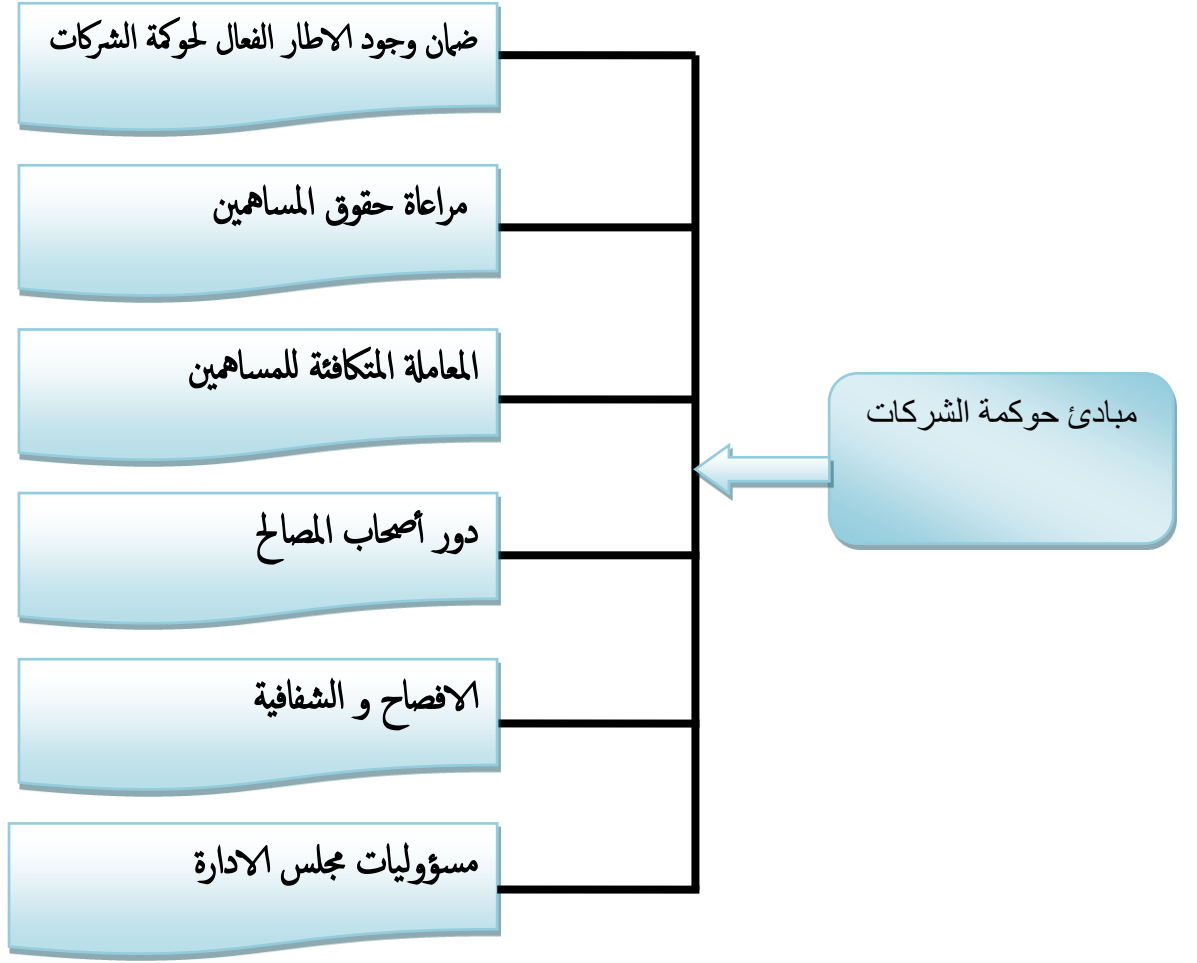 مبادئ حوكمة الشركات
ضمان وجود الاطار الفعال لحوكمة الشركات
مراعاة حقوق المساهمين
المعاملة المتكافئة للمساهمين
دور أصحاب المصالح
الافصاح و الشفافية
مسؤوليات مجلس الادارة